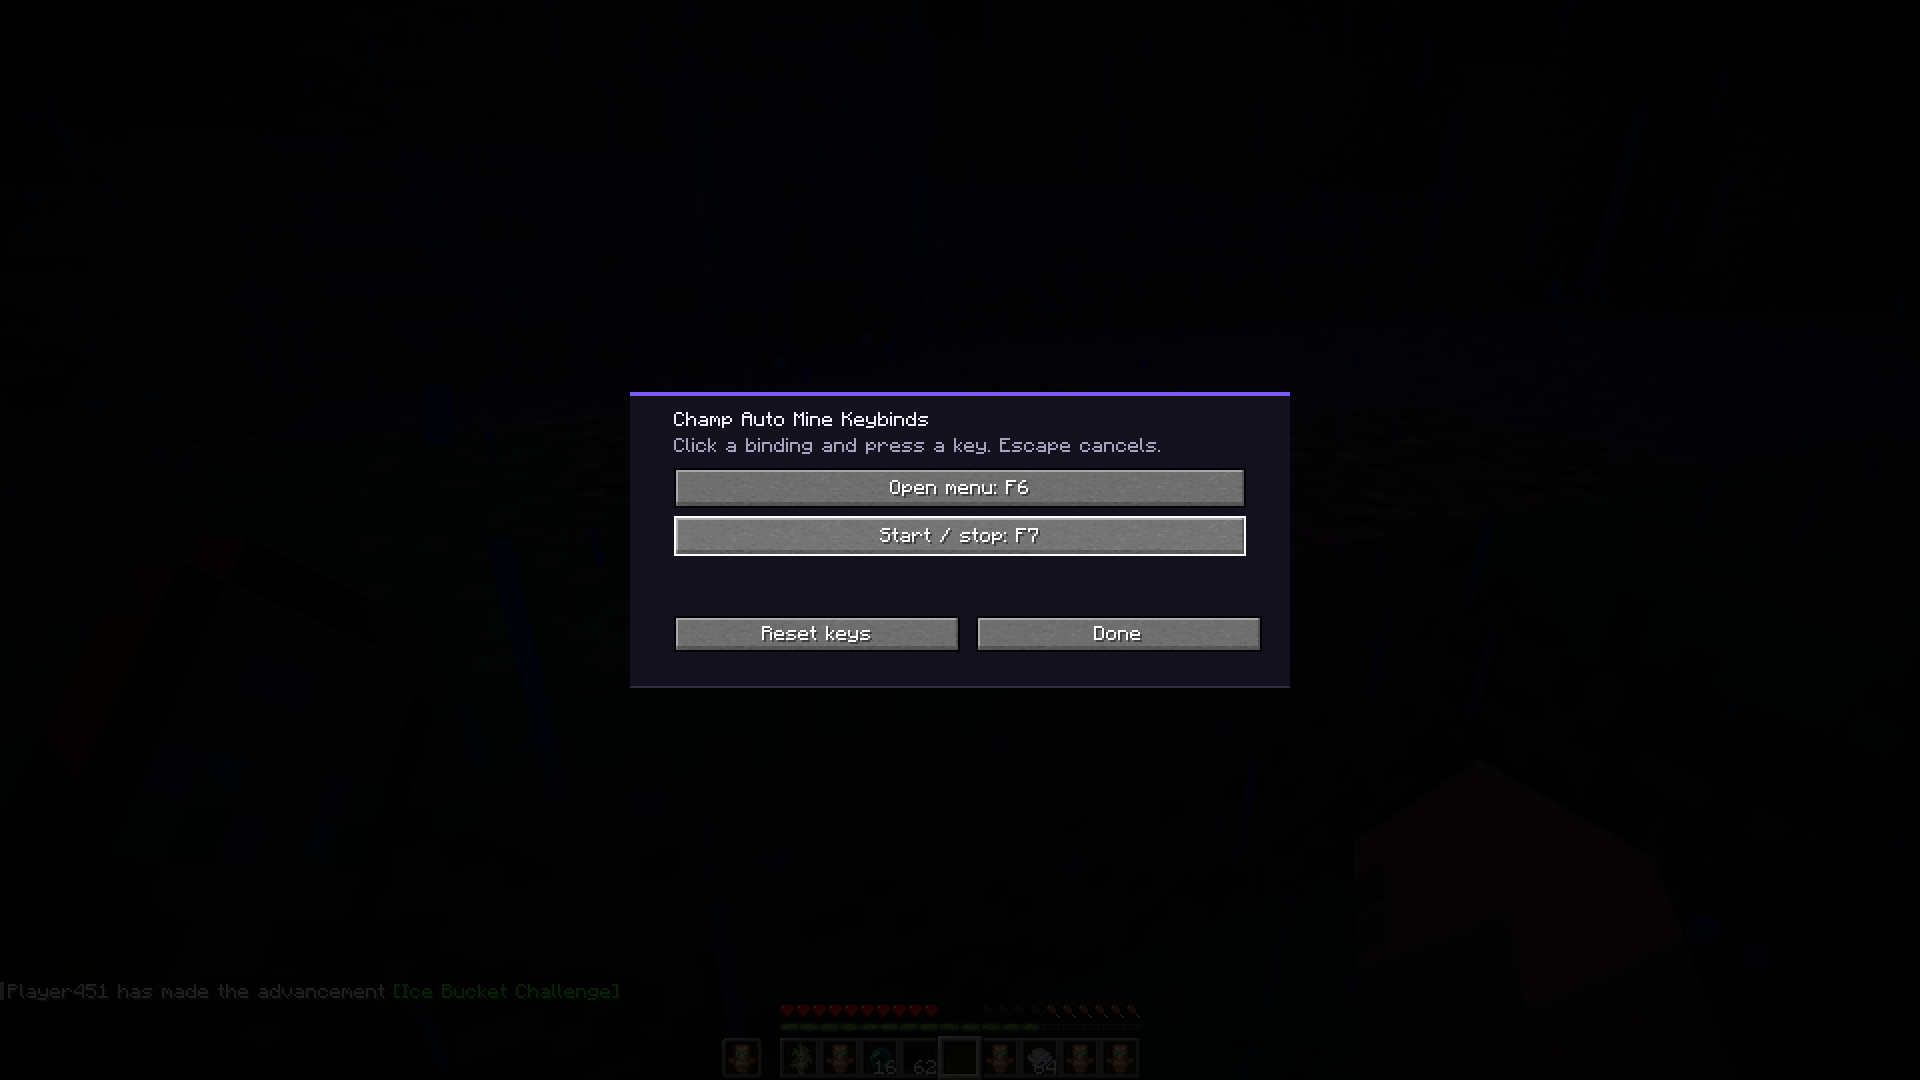 Champ Auto Mine Keybinds
Click a binding and press a key. Escape cancels.
Open menu: F6
Start / stop: F7
Reset keys
Done
Player451 has made the advancement [Ice Bucket Challenge]
16
62
64